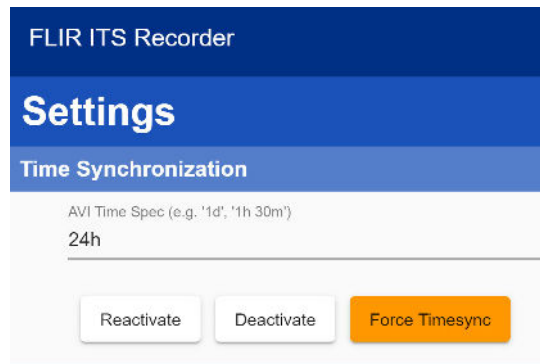 FLIR ITS Recorder
Settings
Time Synchronization
AVI Time Spec (e.g. '1d', '1h 30m')
24h
Reactivate Deactivate Force Timesync